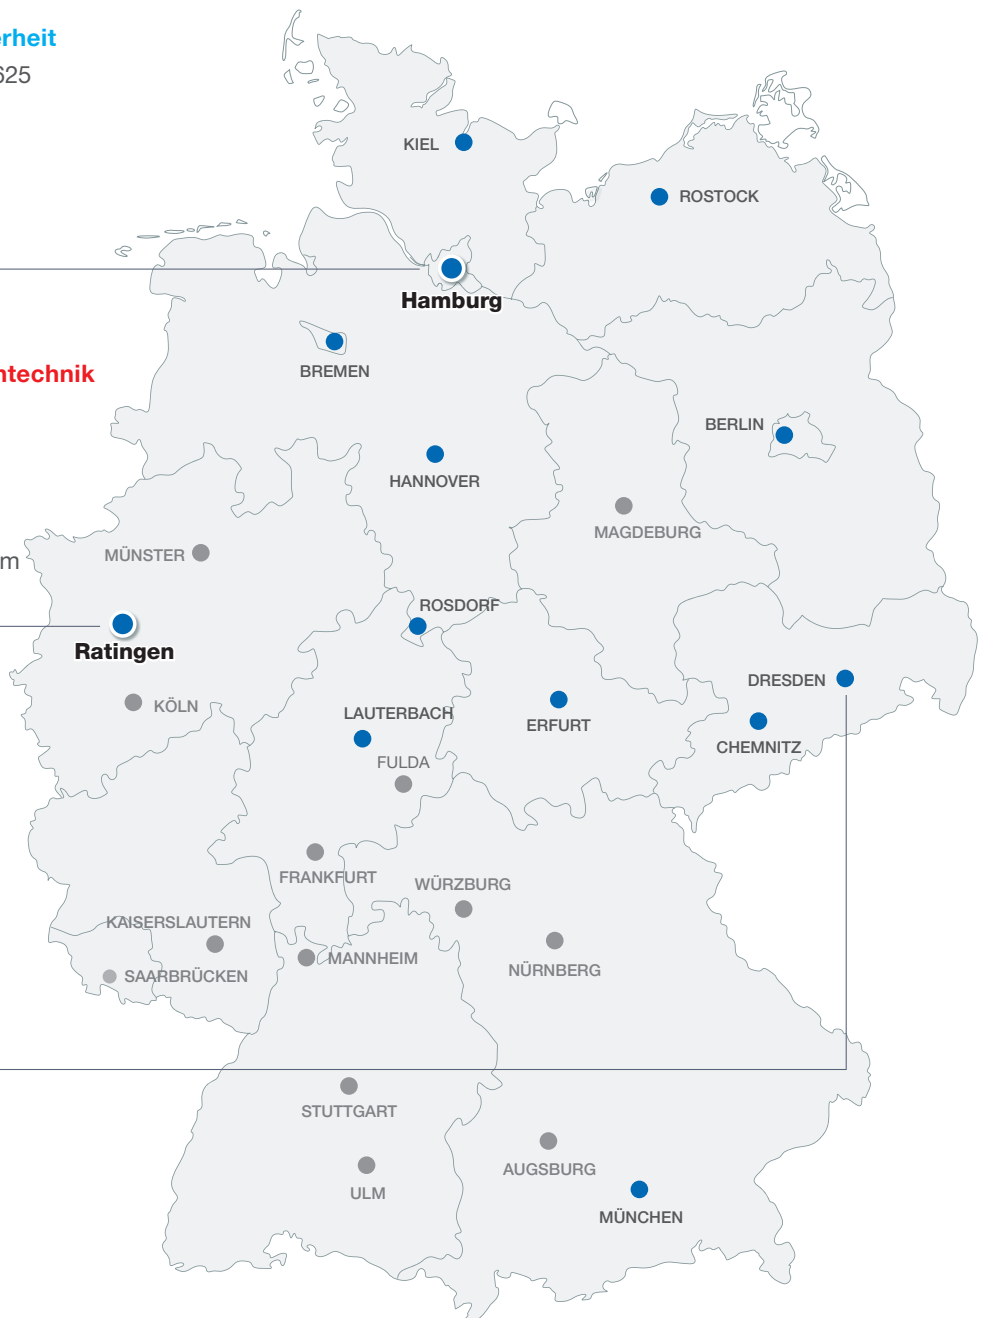 rheit
625
KIEL
ROSTOCK
Hamburg
BREMEN
ntechnik
BERLIN
HANNOVER
MAGDEBURG
MÜNSTER
m
ROSDORF
Ratingen
DRESDEN
KÖLN
LAUTERBACH
ERFURT
CHEMNITZ
FULDA
FRANKFURT
WÜRZBURG
KAISERSLAUTERN
MANNHEIM
NÜRNBERG
SAARBRÜCKEN
STUTTGART
AUGSBURG
ULM
MÜNCHEN